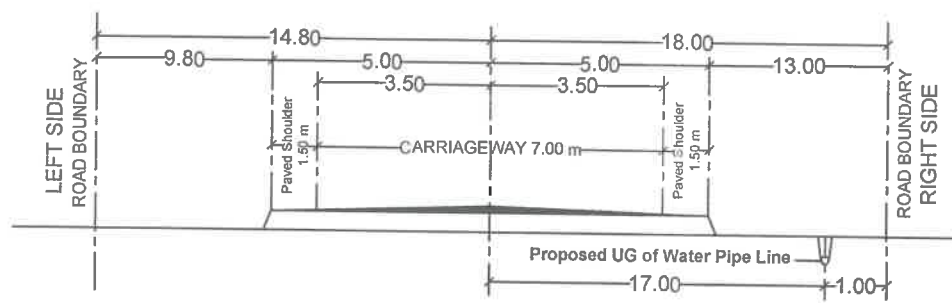 14.80
18.00
9.80
5.00
5.00
13.00
3.50
3.50
LEFT SIDE
ROAD BOUNDARY
Paved Shoulder
1.50 m
CARRIAGEWAY 7.00 m
Paved Shoulder
1.50 m
ROAD BOUNDARY
RIGHT SIDE
Proposed UG of Water Pipe Line
17.00
1.00